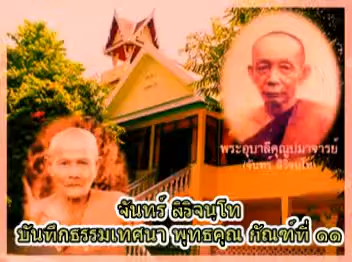 พระอุบาลีคุณูปมาจารย์
(จันทร์ สิริจนฺโท)
จันทร์ สิริจนฺโท
บันทึกธรรมเทศนา พุทธคุณ กัณฑ์ที่ ๑๑